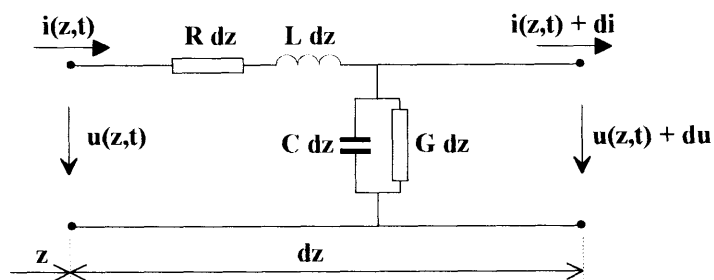 i(z,t) R dz L dz i(z,t) + di
u(z,t) C dz G dz u(z,t) + du
z dz